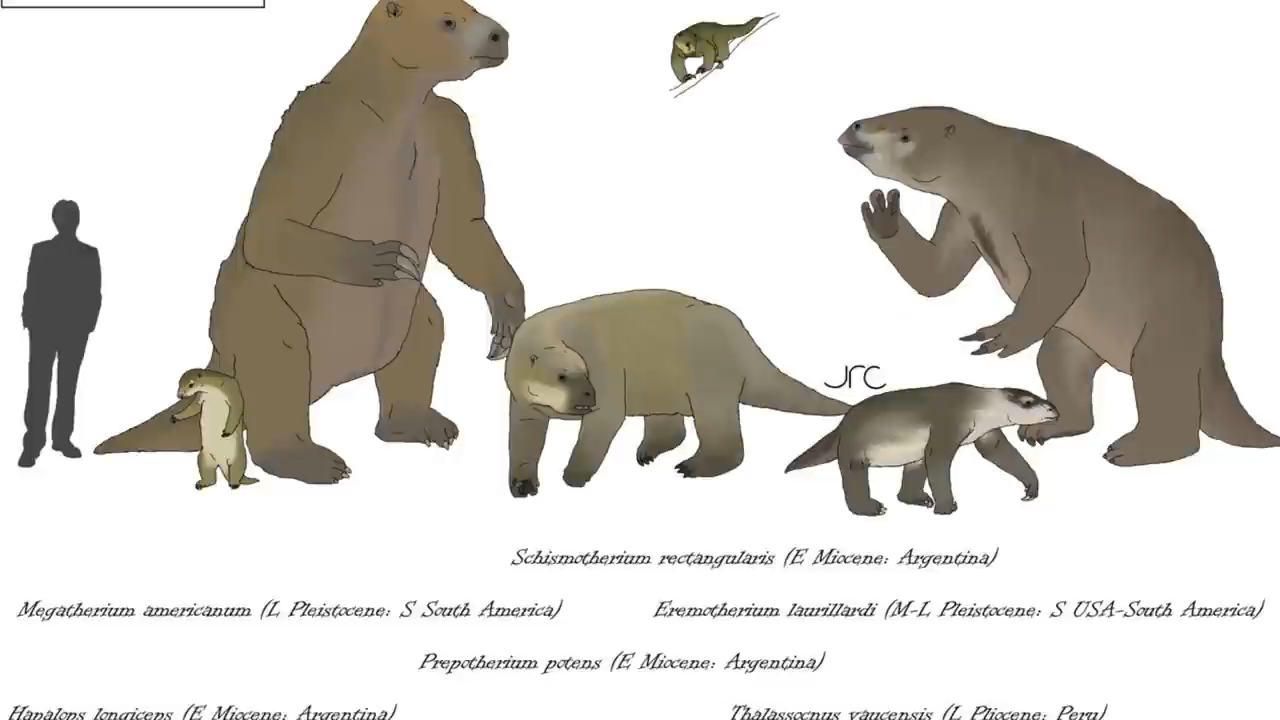 JrC
Schismotherium rectangularis (E Miocene: Argentina)
Megatherium americanum (L Pleistocene: S South America)
Eremotherium laurillardi (M-L Pleistocene: S USA-South America)
Prepotherium potens (E Miocene: Argentina)
Hapalops longiceps (E Miocene: Argentina)
Thalassocnus yaucensis (L Pliocene: Peru)